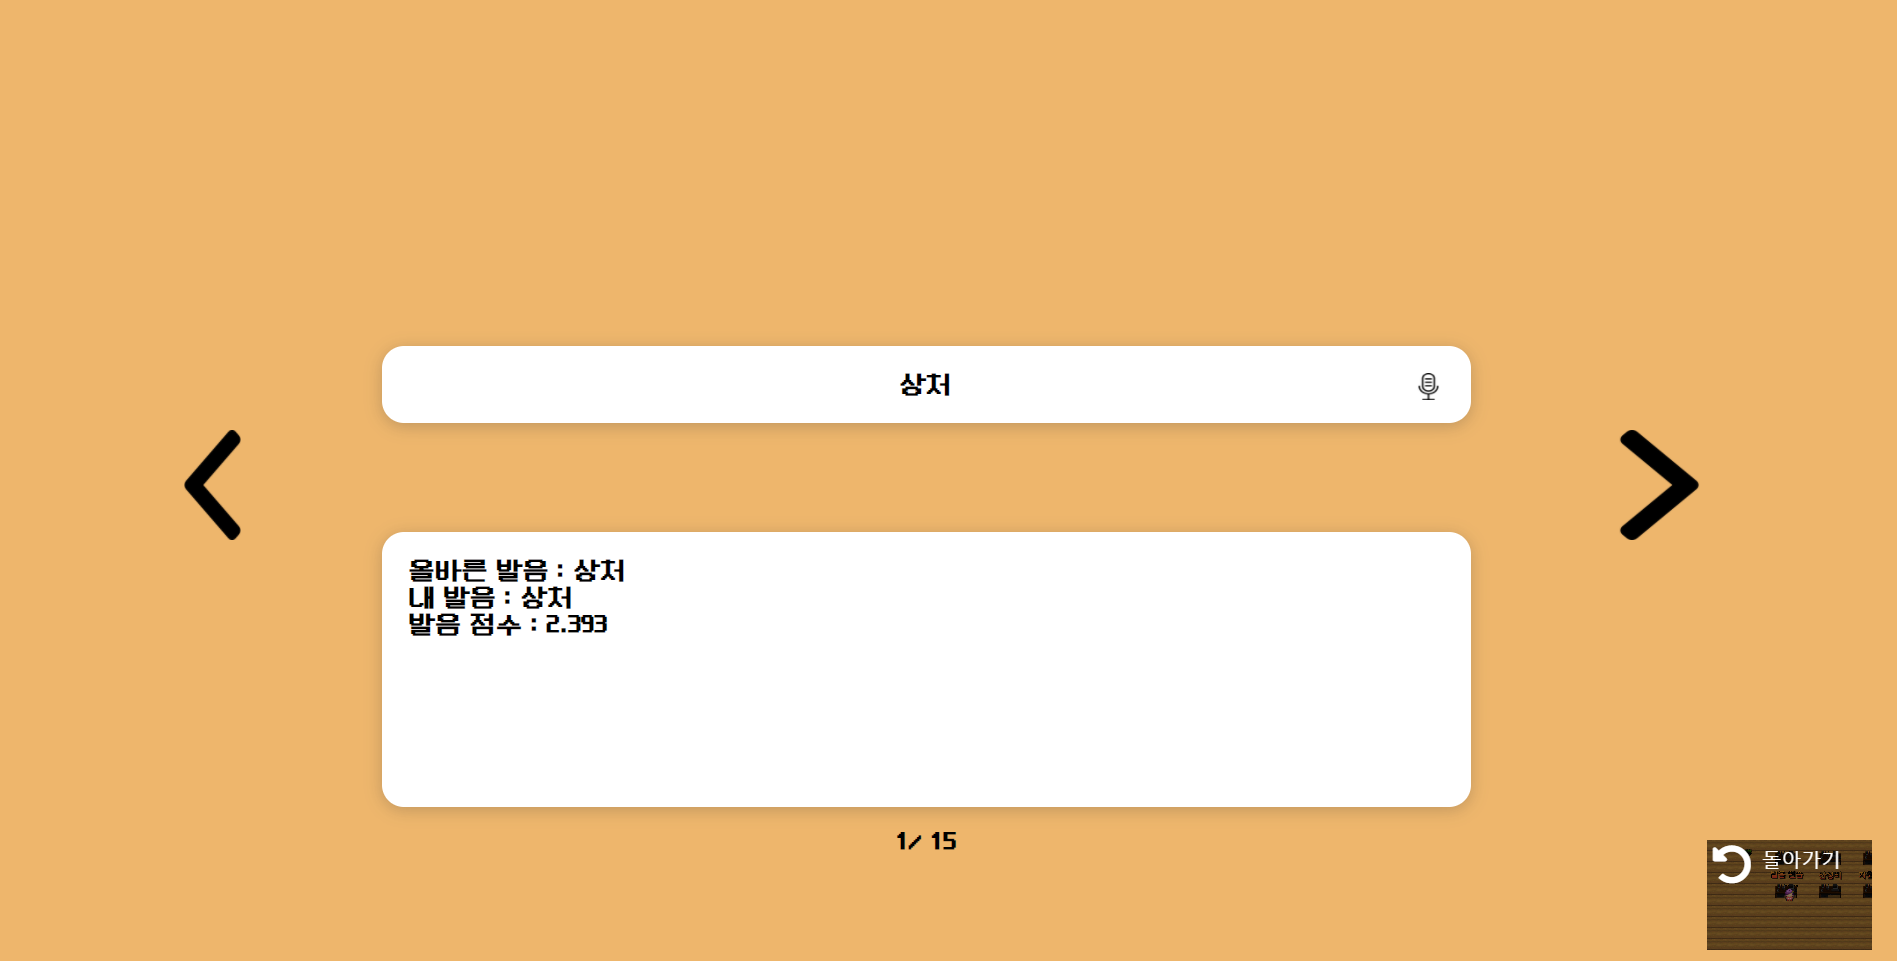 상처
올바른 발음 : 상처
내 발음 : 상처
발음 점수 : 2.393
1/ 15
돌아가기